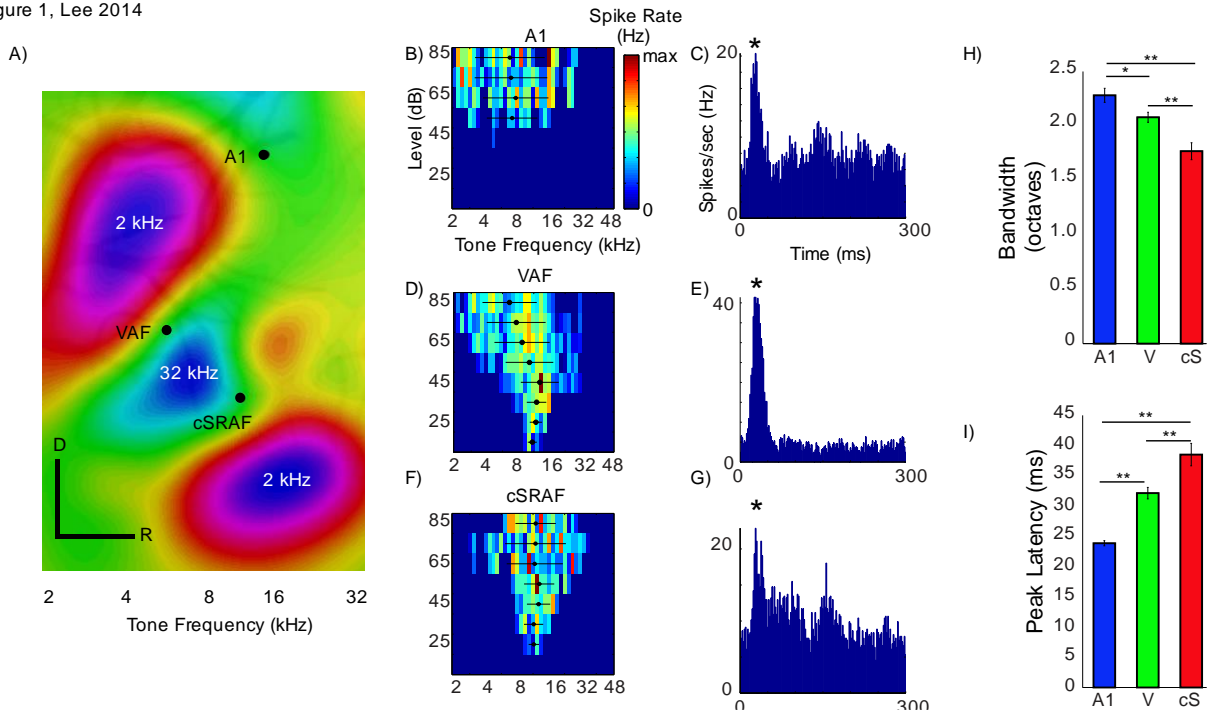 gure 1, Lee 2014
A)
A1
2 kHz
VAF
32 kHz
cSRAF
D
R
2 kHz
2 4 8 16 32
Tone Frequency (kHz)
Spike Rate
(Hz)
max
0
B)
A1
85
65
45
25
Level (dB)
2 4 8 16 32 48
Tone Frequency (kHz)
C)
*
20
0
Spikes/sec (Hz)
0 300
Time (ms)
D)
VAF
85
65
45
25
2 4 8 16 32 48
E)
*
40
0
0 300
F)
cSRAF
85
65
45
25
2 4 8 16 32 48
G)
*
20
0
0 300
H)
**
*
**
2.5
2.0
1.5
1.0
0.5
0
Bandwidth
(octaves)
A1 V cS
I)
**
**
**
45
40
35
30
25
20
15
10
5
0
Peak Latency (ms)
A1 V cS